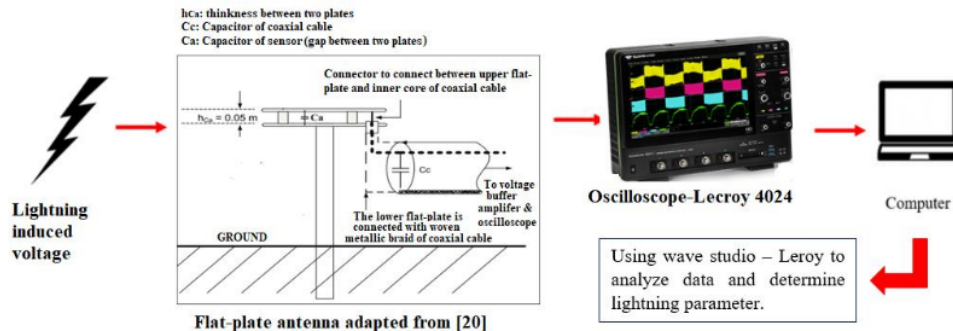 hCa: thinkness between two plates
Cc: Capacitor of coaxial cable
Ca: Capacitor of sensor(gap between two plates)
Connector to connect between upper flat-
plate and inner core of coaxial cable
hCa = 0.05 m
Ca
Cc
To voltage
buffer
amplifer &
oscilloscope
The lower flat-plate is
connected with woven
metallic braid of coaxial cable
GROUND
Lightning
induced
voltage
Flat-plate antenna adapted from [20]
Oscilloscope-Lecroy 4024
Computer
Using wave studio – Leroy to
analyze data and determine
lightning parameter.